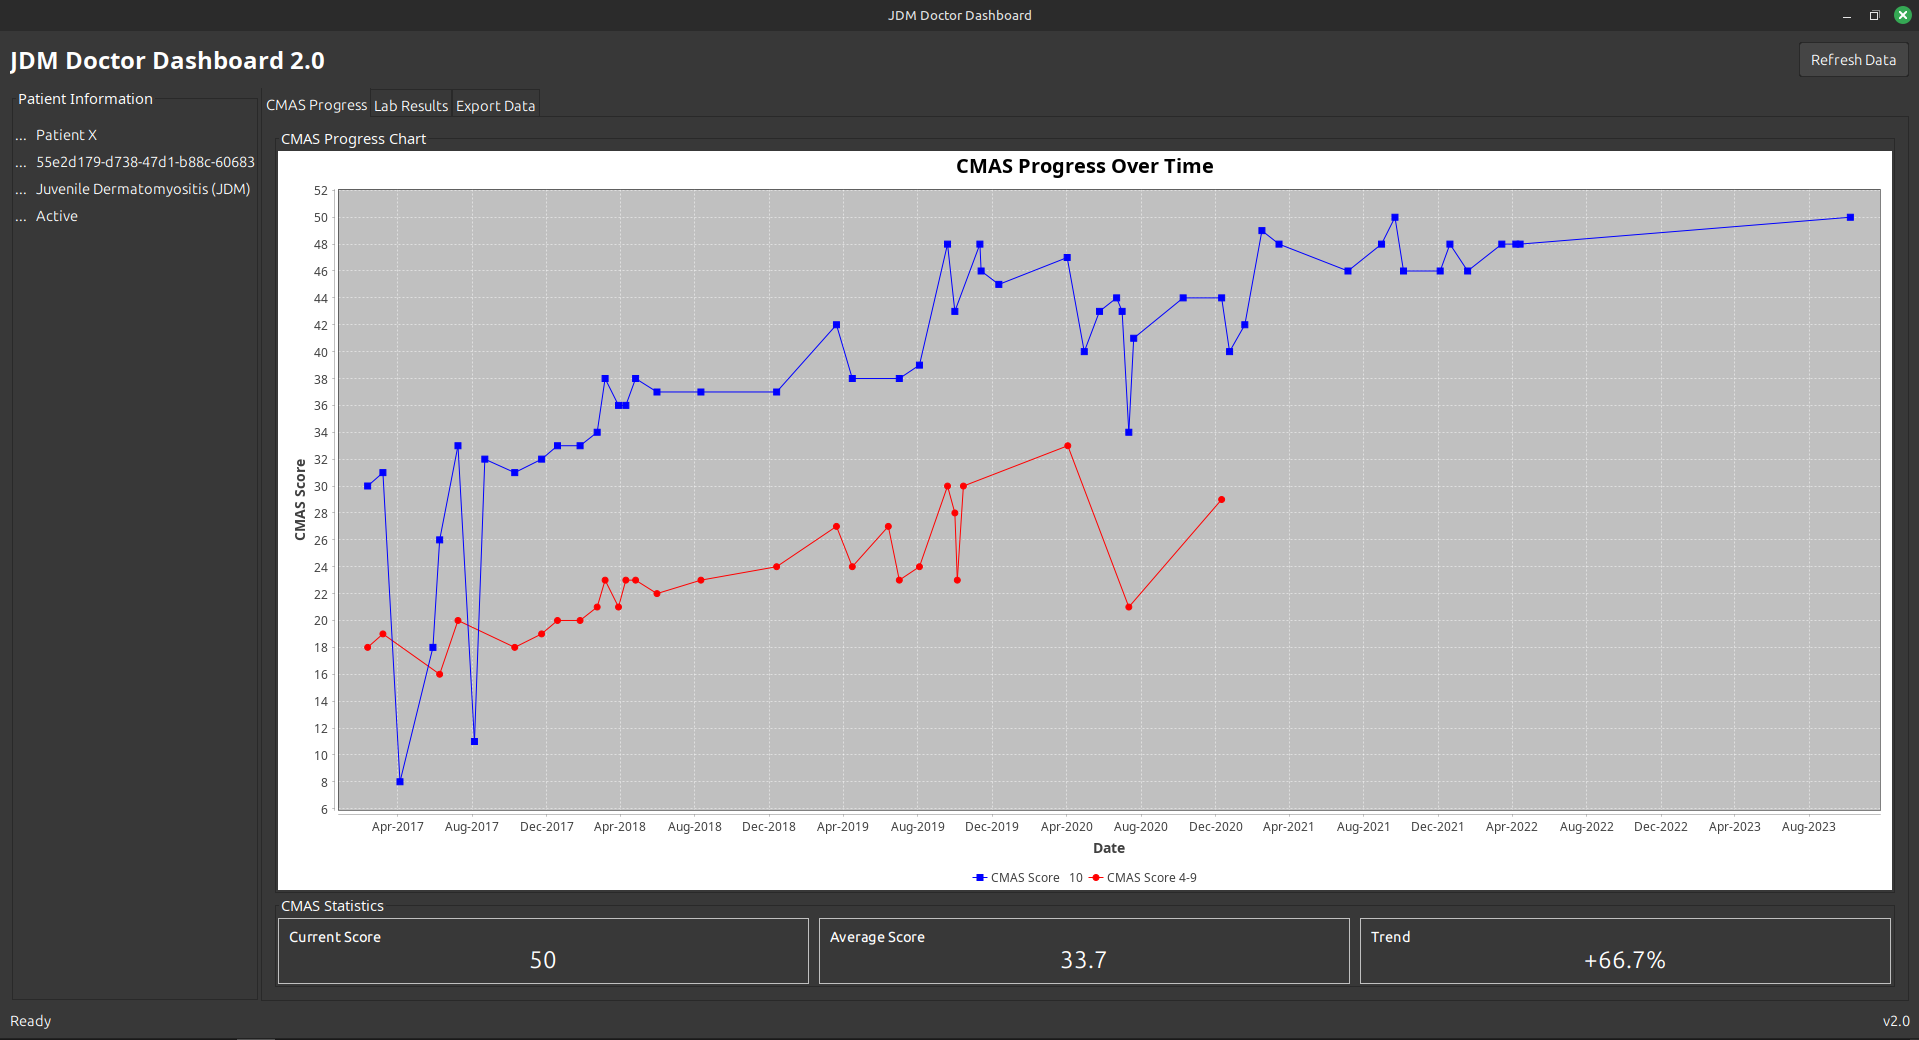 JDM Doctor Dashboard
JDM Doctor Dashboard 2.0
Refresh Data
Patient Information
... Patient X
... 55e2d179-d738-47d1-b88c-60683
... Juvenile Dermatomyositis (JDM)
... Active
CMAS Progress Lab Results Export Data
CMAS Progress Chart
CMAS Progress Over Time
52
50
48
46
44
42
40
38
36
34
32
30
28
26
24
22
20
18
16
14
12
10
8
6
CMAS Score
Apr-2017 Aug-2017 Dec-2017 Apr-2018 Aug-2018 Dec-2018 Apr-2019 Aug-2019 Dec-2019 Apr-2020 Aug-2020 Dec-2020 Apr-2021 Aug-2021 Dec-2021 Apr-2022 Aug-2022 Dec-2022 Apr-2023 Aug-2023
Date
CMAS Score 10 CMAS Score 4-9
CMAS Statistics
Current Score
50
Average Score
33.7
Trend
+66.7%
Ready
v2.0